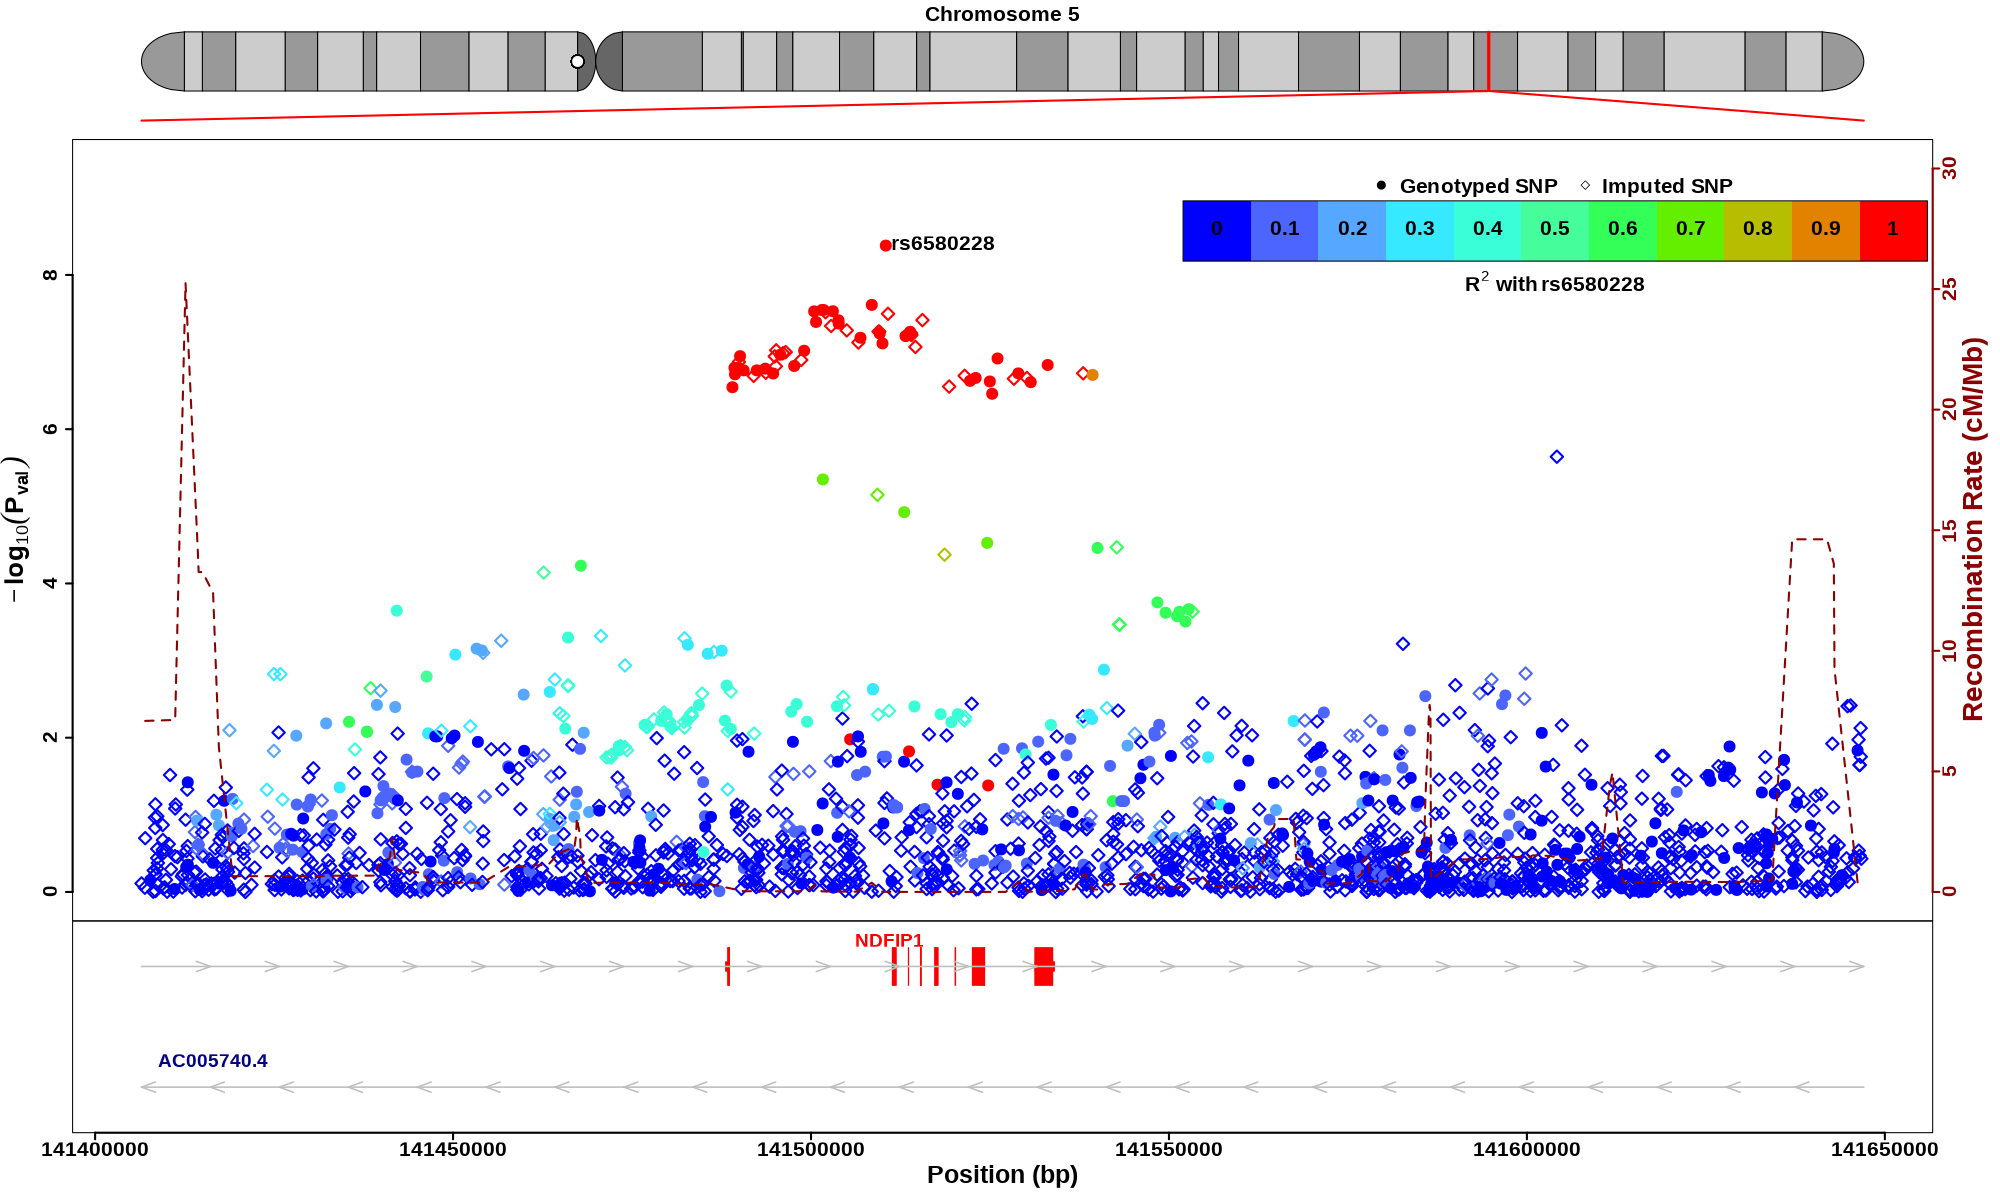 Chromosome 5
Genotyped SNP
Imputed SNP
0 0.1 0.2 0.3 0.4 0.5 0.6 0.7 0.8 0.9 1
R² with rs6580228
rs6580228
8
6
4
2
0
−log₁₀(Pval)
30
25
20
15
10
5
0
Recombination Rate (cM/Mb)
NDFIP1
AC005740.4
141400000 141450000 141500000 141550000 141600000 141650000
Position (bp)